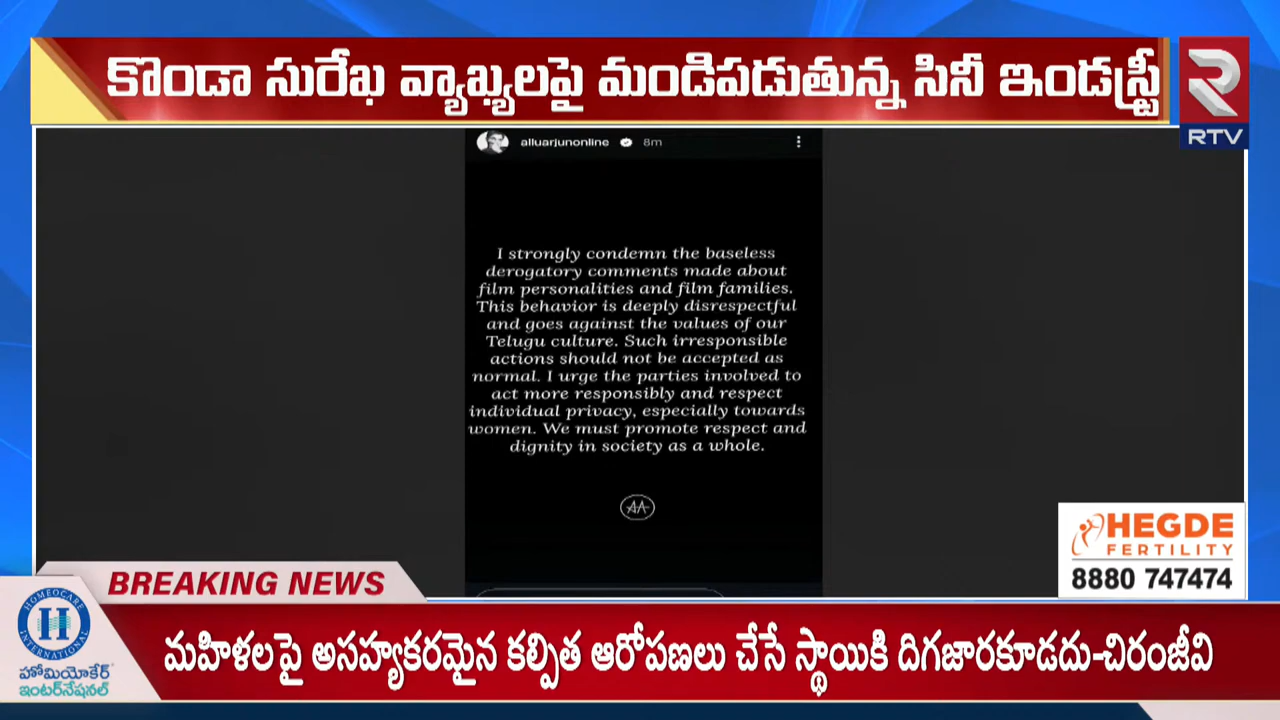 కొండా సురేఖ వ్యాఖ్యలపై మండిపడుతున్న సినీ ఇండస్ట్రీ
RTV
alluarjunonline 8m
I strongly condemn the baseless
derogatory comments made about
film personalities and film families.
This behavior is deeply disrespectful
and goes against the values of our
Telugu culture. Such irresponsible
actions should not be accepted as
normal. I urge the parties involved to
act more responsibly and respect
individual privacy, especially towards
women. We must promote respect and
dignity in society as a whole.
AA
HEGDE
FERTILITY
8880 747474
BREAKING NEWS
HOMEOCARE
INTERNATIONAL
H
హోమియోకేర్
ఇంటర్‌నేషనల్
మహిళలపై అసహ్యకరమైన కల్పిత ఆరోపణలు చేసే స్థాయికి దిగజారకూడదు-చిరంజీవి